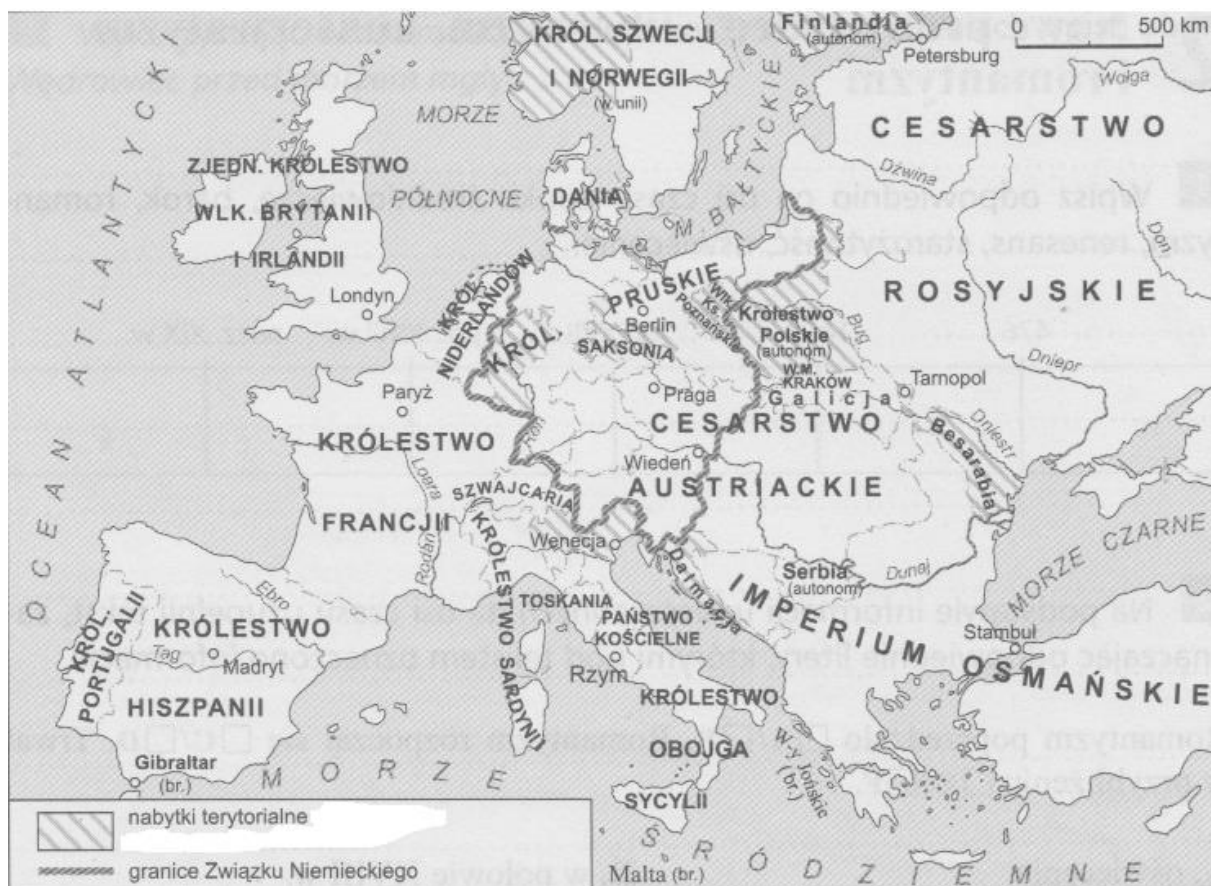 Finlandia
(autonom)
0 500 km
KRÓL. SZWECJI
I NORWEGII
(w unii)
Petersburg
Wołga
MORZE
PÓŁNOCNE
M. BAŁTYCKIE
CESARSTWO
ROSYJSKIE
Dźwina
Don
Dniepr
OCEAN ATLANTYCKI
ZJEDN. KRÓLESTWO
WLK. BRYTANII
I IRLANDII
Londyn
DANIA
KRÓL.
NIDERLANDÓW
KRÓL.
PRUSKIE
Berlin
W.Ks.
Poznańskie
SAKSONIA
Królestwo
Polskie
(autonom)
Bug
W.M.
KRAKÓW
Galicja
Tarnopol
Praga
Paryż
Ren
CESARSTWO
AUSTRIACKIE
Wiedeń
Dniestr
Besarabia
KRÓLESTWO
FRANCJI
Loara
Rodan
SZWAJCARIA
Wenecja
KRÓLESTWO SARDYNII
TOSKANIA
PAŃSTWO
KOŚCIELNE
Rzym
Dalmacja
Serbia
(autonom)
Dunaj
MORZE CZARNE
IMPERIUM OSMAŃSKIE
Stambuł
KRÓL.
PORTUGALII
KRÓLESTWO
HISZPANII
Ebro
Tag
Madryt
Gibraltar
(br.)
KRÓLESTWO
OBOJGA
SYCYLII
W-y Jońskie
(br.)
MORZE
ŚRÓDZIEMNE
Malta (br.)
nabytki terytorialne
granice Związku Niemieckiego